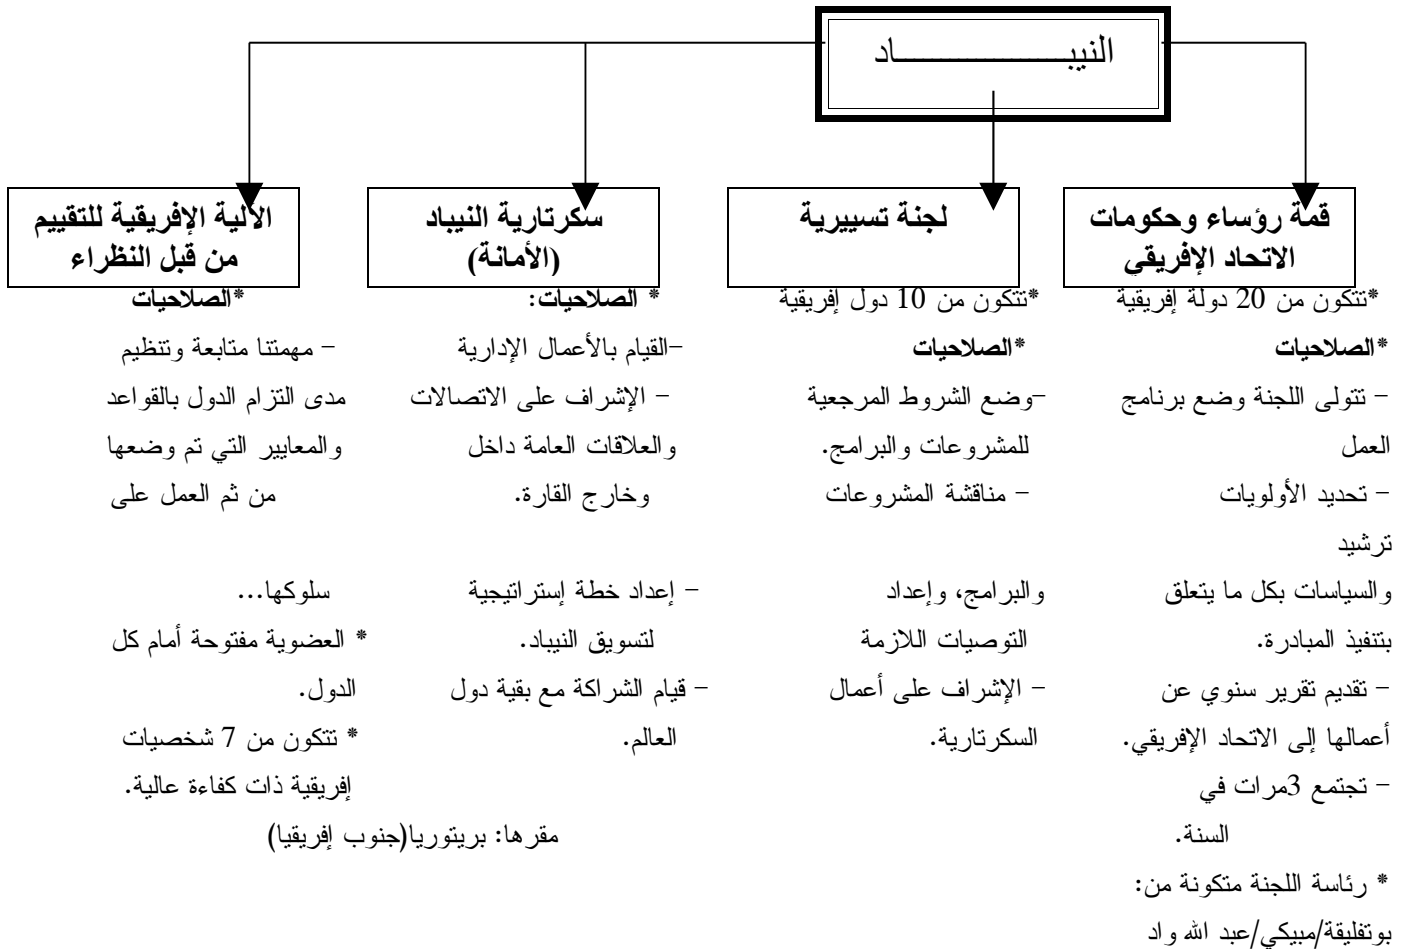 النيبـــــــــــــــاد
قمة رؤساء وحكومات
الاتحاد الإفريقي
*تتكون من 20 دولة إفريقية
*الصلاحيات
- تتولى اللجنة وضع برنامج
العمل
- تحديد الأولويات
ترشيد
والسياسات بكل ما يتعلق
بتنفيذ المبادرة.
- تقديم تقرير سنوي عن
أعمالها إلى الاتحاد الإفريقي.
- تجتمع 3مرات في
السنة.
* رئاسة اللجنة متكونة من:
بوتفليقة/مبيكي/عبد الله واد
لجنة تسييرية
*تتكون من 10 دول إفريقية
*الصلاحيات
-وضع الشروط المرجعية
للمشروعات والبرامج.
- مناقشة المشروعات
والبرامج، وإعداد
التوصيات اللازمة
- الإشراف على أعمال
السكرتارية.
سكرتارية النيباد
(الأمانة)
* الصلاحيات:
-القيام بالأعمال الإدارية
- الإشراف على الاتصالات
والعلاقات العامة داخل
وخارج القارة.
- إعداد خطة إستراتيجية
لتسويق النيباد.
- قيام الشراكة مع بقية دول
العالم.
مقرها: بريتوريا(جنوب إفريقيا)
الآلية الإفريقية للتقييم
من قبل النظراء
*الصلاحيات
- مهمتنا متابعة وتنظيم
مدى التزام الدول بالقواعد
والمعايير التي تم وضعها
من ثم العمل على
سلوكها...
* العضوية مفتوحة أمام كل
الدول.
* تتكون من 7 شخصيات
إفريقية ذات كفاءة عالية.